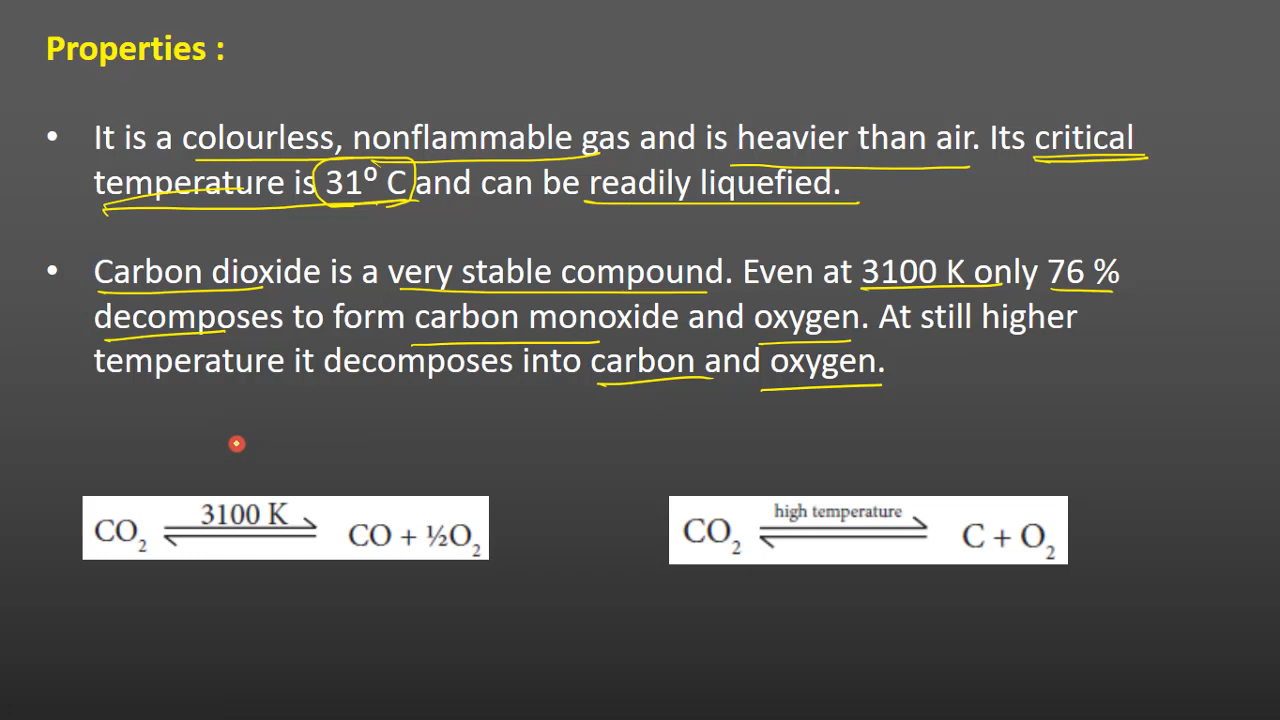 Properties :
• It is a colourless, nonflammable gas and is heavier than air. Its critical
temperature is 31⁰ C and can be readily liquefied.
• Carbon dioxide is a very stable compound. Even at 3100 K only 76 %
decomposes to form carbon monoxide and oxygen. At still higher
temperature it decomposes into carbon and oxygen.
CO₂ ⇌ 3100 K CO + ½O₂
CO₂ ⇌ high temperature C + O₂